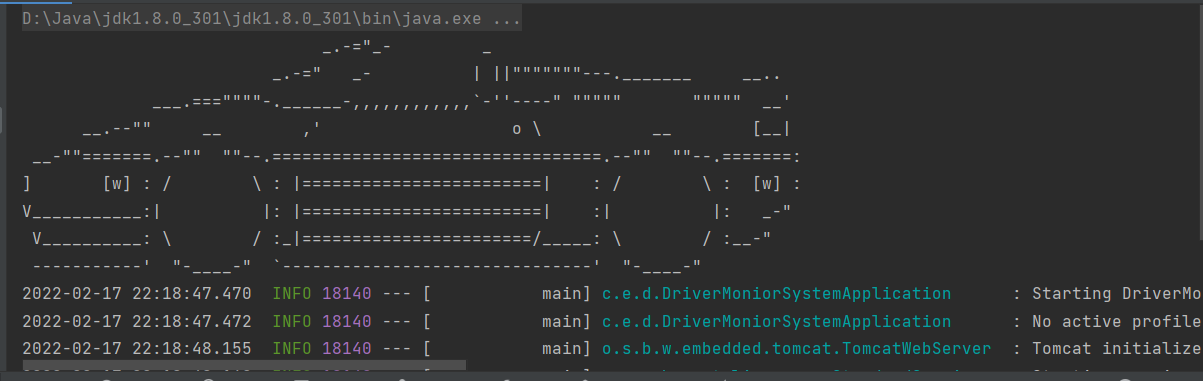 D:\Java\jdk1.8.0_301\jdk1.8.0_301\bin\java.exe ...
                              _.-="_-         _
                         _.-="   _-          | ||"""""""---._______     __..
             ___.===""""-.______-,,,,,,,,,,,,`-''----" """""       """""  __'
      __.--""     __        ,'                   o \           __        [__|
 __-""=======.--""  ""--.=================================.--""  ""--.=======:
]       [w] : /        \ : |========================|    : /        \ :  [w] :
V___________:|          |: |========================|    :|          |:   _-"
 V__________: \        / :_|=======================/_____: \        / :__-"
 -----------'  "-____-"  `-------------------------------'  "-____-"
2022-02-17 22:18:47.470  INFO 18140 --- [           main] c.e.d.DriverMoniorSystemApplication      : Starting DriverMo
2022-02-17 22:18:47.472  INFO 18140 --- [           main] c.e.d.DriverMoniorSystemApplication      : No active profile
2022-02-17 22:18:48.155  INFO 18140 --- [           main] o.s.b.w.embedded.tomcat.TomcatWebServer  : Tomcat initialize